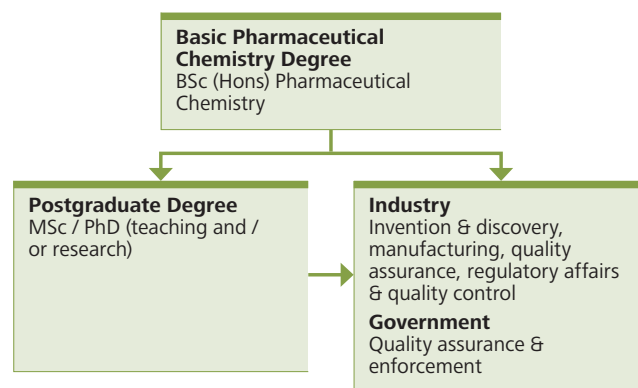 Basic Pharmaceutical
Chemistry Degree
BSc (Hons) Pharmaceutical
Chemistry
Postgraduate Degree
MSc / PhD (teaching and /
or research)
Industry
Invention & discovery,
manufacturing, quality
assurance, regulatory affairs
& quality control
Government
Quality assurance &
enforcement